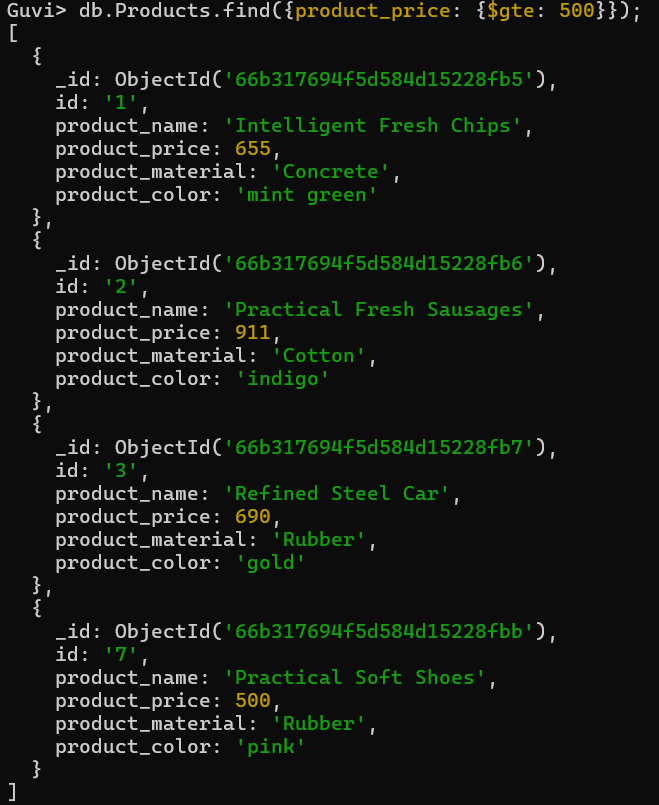 Guvi> db.Products.find({product_price: {$gte: 500}});
[
  {
    _id: ObjectId('66b317694f5d584d15228fb5'),
    id: '1',
    product_name: 'Intelligent Fresh Chips',
    product_price: 655,
    product_material: 'Concrete',
    product_color: 'mint green'
  },
  {
    _id: ObjectId('66b317694f5d584d15228fb6'),
    id: '2',
    product_name: 'Practical Fresh Sausages',
    product_price: 911,
    product_material: 'Cotton',
    product_color: 'indigo'
  },
  {
    _id: ObjectId('66b317694f5d584d15228fb7'),
    id: '3',
    product_name: 'Refined Steel Car',
    product_price: 690,
    product_material: 'Rubber',
    product_color: 'gold'
  },
  {
    _id: ObjectId('66b317694f5d584d15228fbb'),
    id: '7',
    product_name: 'Practical Soft Shoes',
    product_price: 500,
    product_material: 'Rubber',
    product_color: 'pink'
  }
]